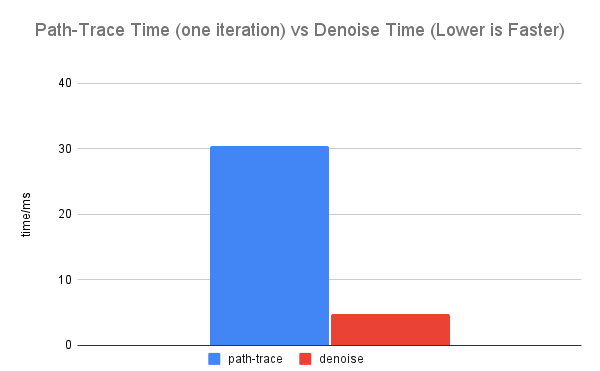 Path-Trace Time (one iteration) vs Denoise Time (Lower is Faster)
40
30
20
10
0
time/ms
path-trace denoise